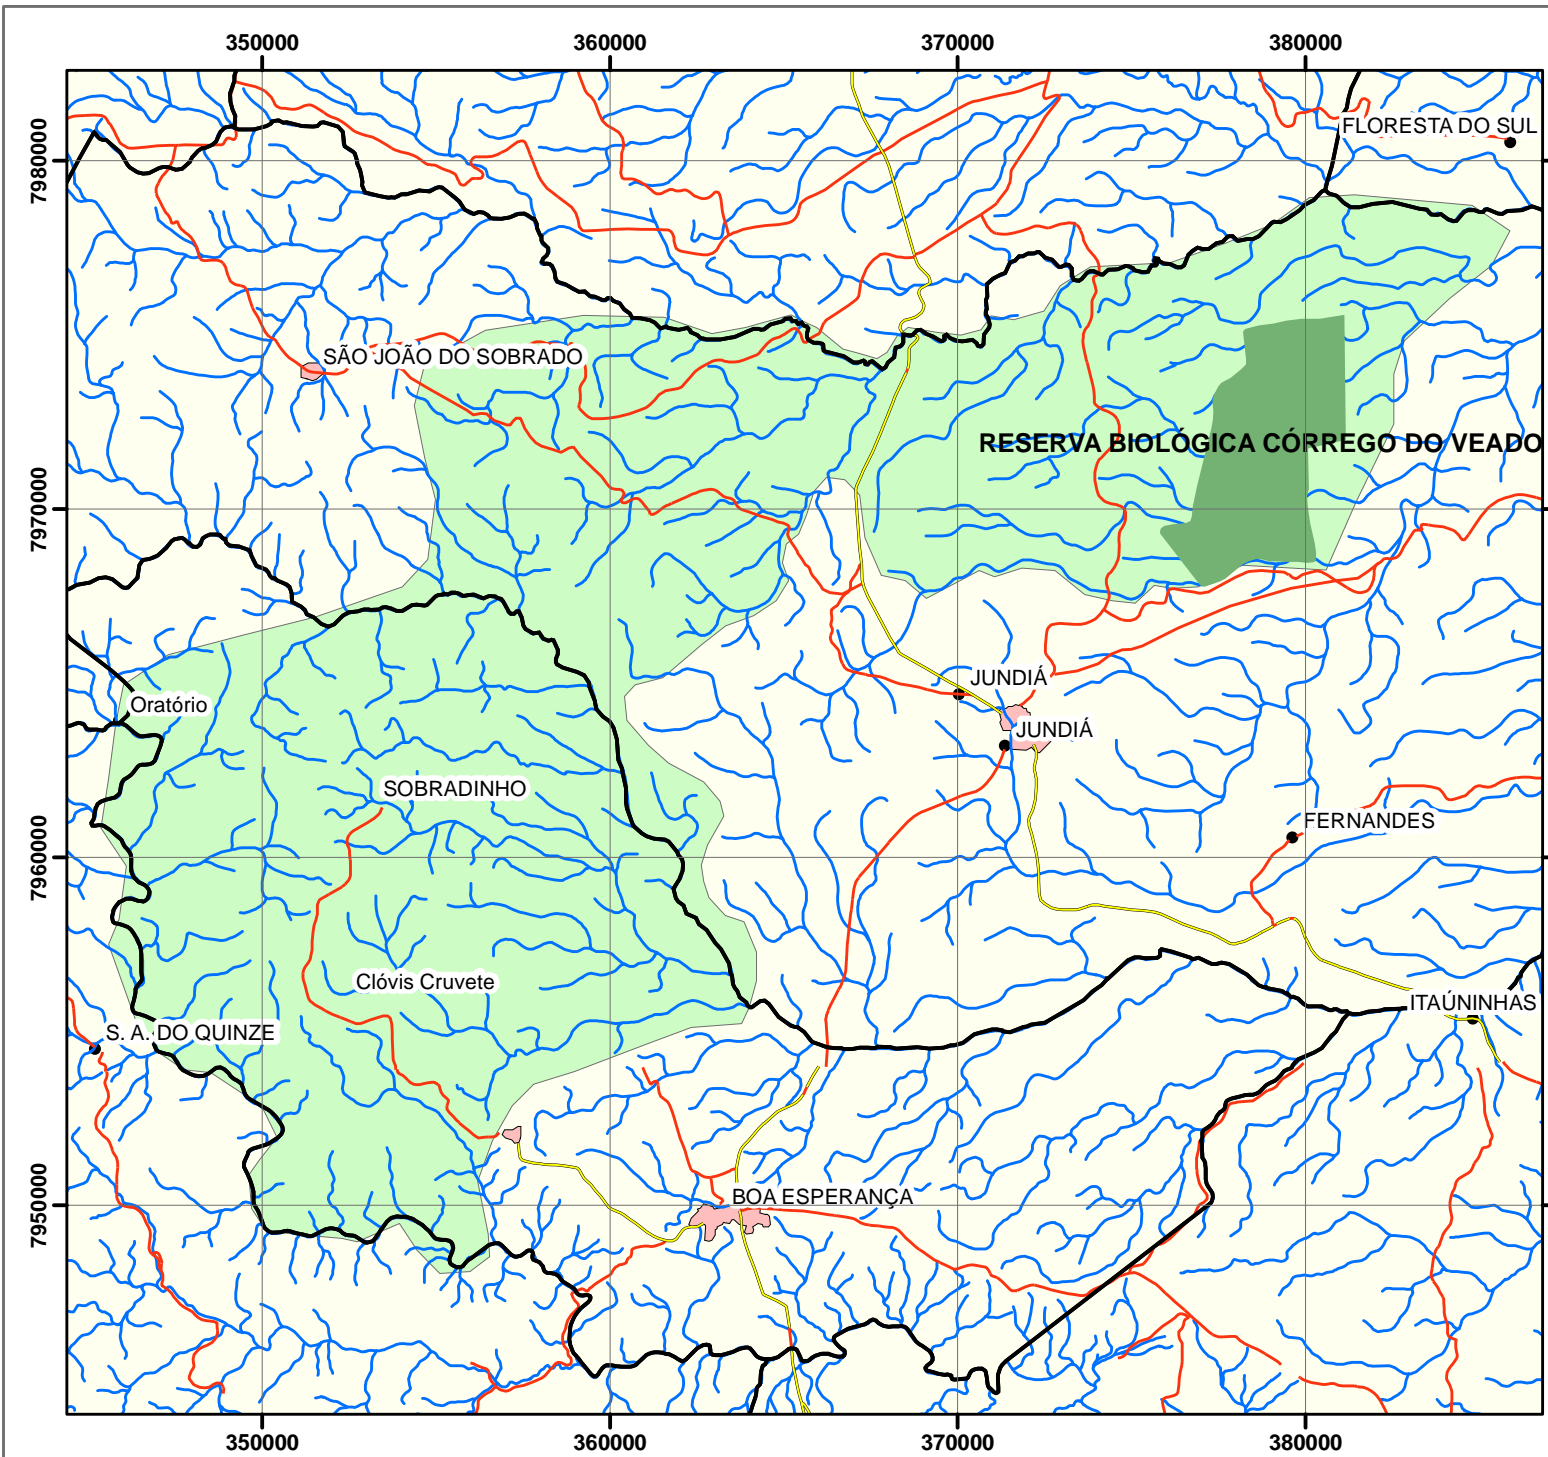 350000 360000 370000 380000
FLORESTA DO SUL
7980000
SÃO JOÃO DO SOBRADO
RESERVA BIOLÓGICA CÓRREGO DO VEADO
7970000
JUNDIÁ
Oratório
JUNDIÁ
SOBRADINHO
FERNANDES
7960000
Clóvis Cruvete
ITAÚNINHAS
S. A. DO QUINZE
BOA ESPERANÇA
7950000
350000 360000 370000 380000